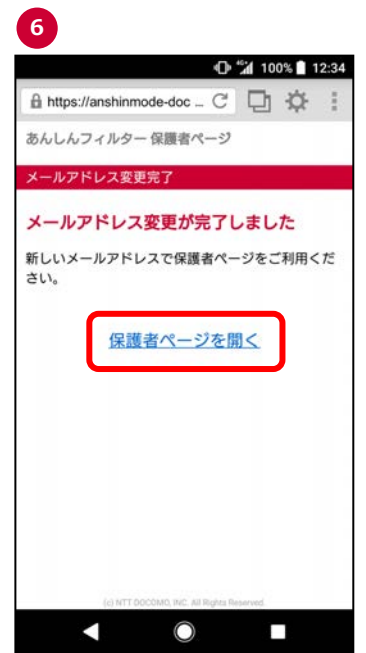 6
4G 100% 12:34
https://anshinmode-doc ...
あんしんフィルター 保護者ページ
メールアドレス変更完了
メールアドレス変更が完了しました
新しいメールアドレスで保護者ページをご利用くだ
さい。
保護者ページを開く
(c) NTT DOCOMO, INC. All Rights Reserved.